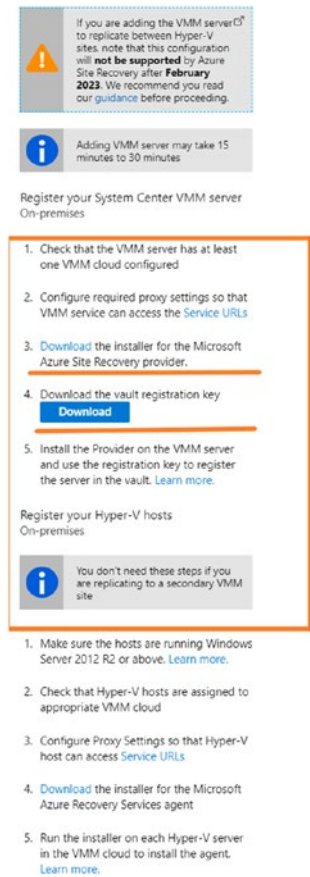 If you are adding the VMM server
to replicate between Hyper-V
sites, note that this configuration
will not be supported by Azure
Site Recovery after February
2023. We recommend you read
our guidance before proceeding.
Adding VMM server may take 15
minutes to 30 minutes
Register your System Center VMM server
On-premises
1. Check that the VMM server has at least
one VMM cloud configured
2. Configure required proxy settings so that
VMM service can access the Service URLs
3. Download the installer for the Microsoft
Azure Site Recovery provider.
4. Download the vault registration key
Download
5. Install the Provider on the VMM server
and use the registration key to register
the server in the vault. Learn more.
Register your Hyper-V hosts
On-premises
You don't need these steps if you
are replicating to a secondary VMM
site
1. Make sure the hosts are running Windows
Server 2012 R2 or above. Learn more.
2. Check that Hyper-V hosts are assigned to
appropriate VMM cloud
3. Configure Proxy Settings so that Hyper-V
host can access Service URLs
4. Download the installer for the Microsoft
Azure Recovery Services agent
5. Run the installer on each Hyper-V server
in the VMM cloud to install the agent.
Learn more.